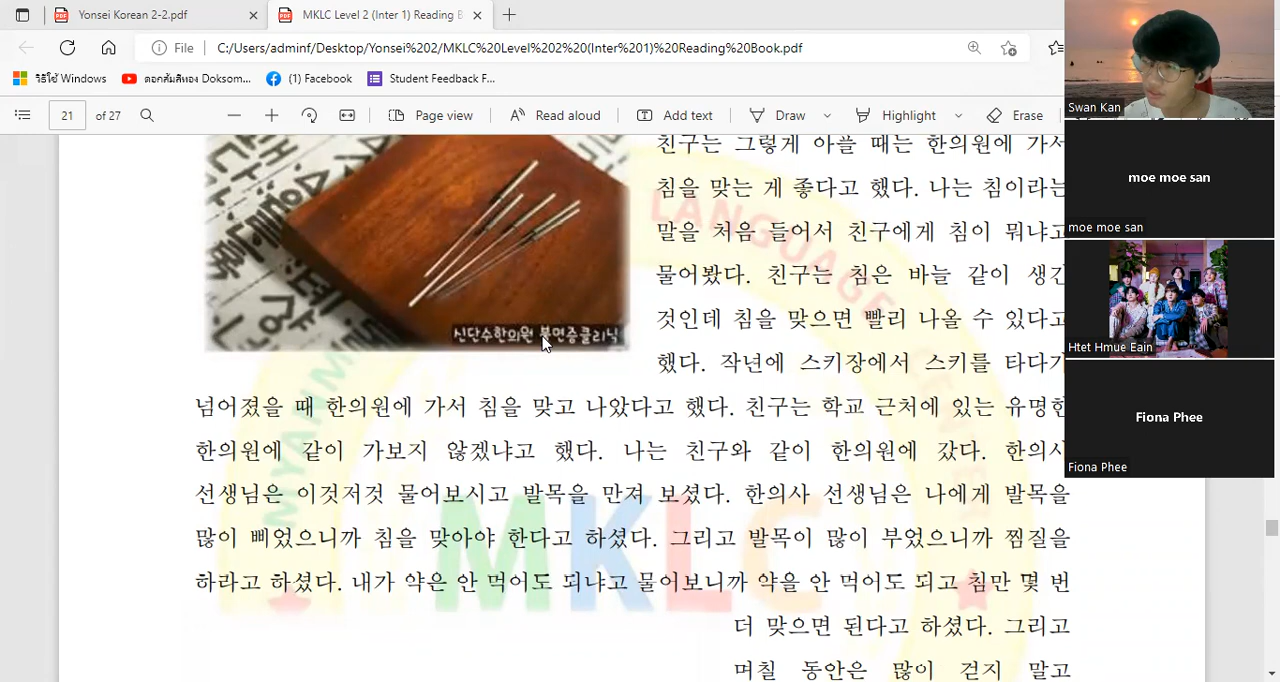 Yonsei Korean 2-2.pdf
MKLC Level 2 (Inter 1) Reading B
File
C:/Users/adminf/Desktop/Yonsei%202/MKLC%20Level%202%20(Inter%201)%20Reading%20Book.pdf
วิธีใช้ Windows
ดอกส้มสีทอง Doksom...
(1) Facebook
Student Feedback F...
21 of 27
Page view
Read aloud
Add text
Draw
Highlight
Erase
Swan Kan
moe moe san
moe moe san
Htet Hmue Eain
Fiona Phee
Fiona Phee
친구는 그렇게 아플 때는 한의원에 가서
침을 맞는 게 좋다고 했다. 나는 침이라는
말을 처음 들어서 친구에게 침이 뭐냐고
물어봤다. 친구는 침은 바늘 같이 생긴
것인데 침을 맞으면 빨리 나올 수 있다고
했다. 작년에 스키장에서 스키를 타다가
신단수한의원 불면증클리닉
넘어졌을 때 한의원에 가서 침을 맞고 나았다고 했다. 친구는 학교 근처에 있는 유명한
한의원에 같이 가보지 않겠냐고 했다. 나는 친구와 같이 한의원에 갔다. 한의사
선생님은 이것저것 물어보시고 발목을 만져 보셨다. 한의사 선생님은 나에게 발목을
많이 삐었으니까 침을 맞아야 한다고 하셨다. 그리고 발목이 많이 부었으니까 찜질을
하라고 하셨다. 내가 약은 안 먹어도 되냐고 물어보니까 약을 안 먹어도 되고 침만 몇 번
더 맞으면 된다고 하셨다. 그리고
며칠 동안은 많이 걷지 말고
MYANMAR
LANGUAGE CENTER
MKLC